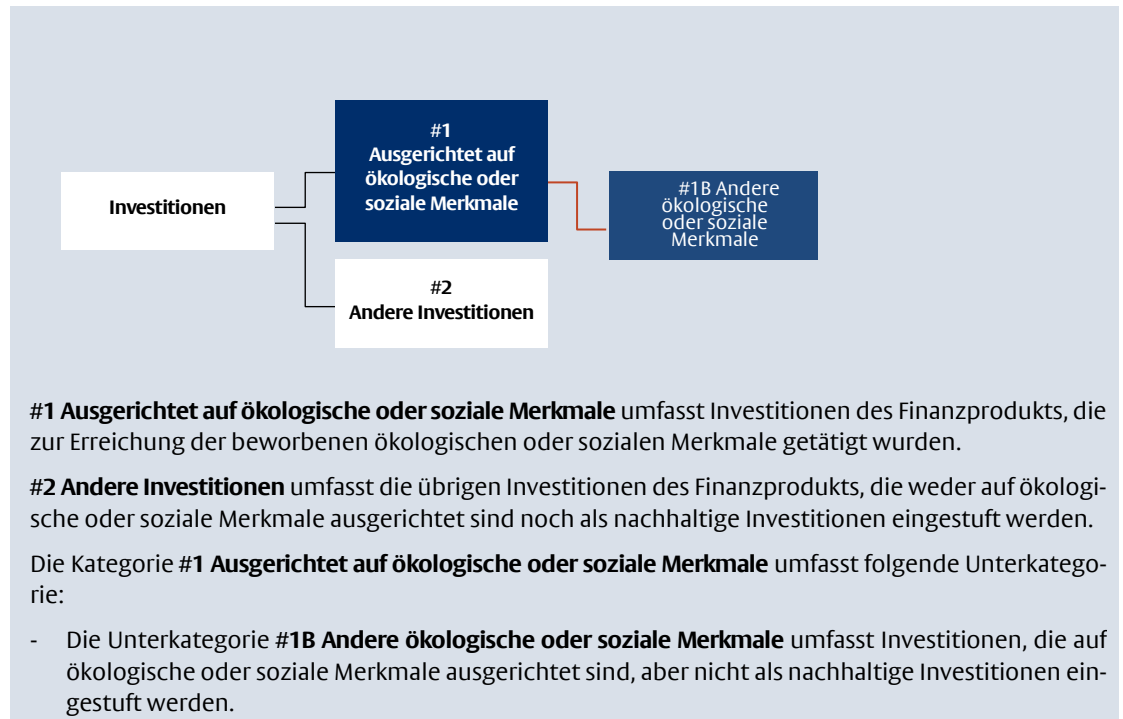 #1
Ausgerichtet auf
ökologische oder
soziale Merkmale
Investitionen
#1B Andere
ökologische
oder soziale
Merkmale
#2
Andere Investitionen
#1 Ausgerichtet auf ökologische oder soziale Merkmale umfasst Investitionen des Finanzprodukts, die
zur Erreichung der beworbenen ökologischen oder sozialen Merkmale getätigt wurden.
#2 Andere Investitionen umfasst die übrigen Investitionen des Finanzprodukts, die weder auf ökologi-
sche oder soziale Merkmale ausgerichtet sind noch als nachhaltige Investitionen eingestuft werden.
Die Kategorie #1 Ausgerichtet auf ökologische oder soziale Merkmale umfasst folgende Unterkatego-
rie:
- Die Unterkategorie #1B Andere ökologische oder soziale Merkmale umfasst Investitionen, die auf
ökologische oder soziale Merkmale ausgerichtet sind, aber nicht als nachhaltige Investitionen ein-
gestuft werden.